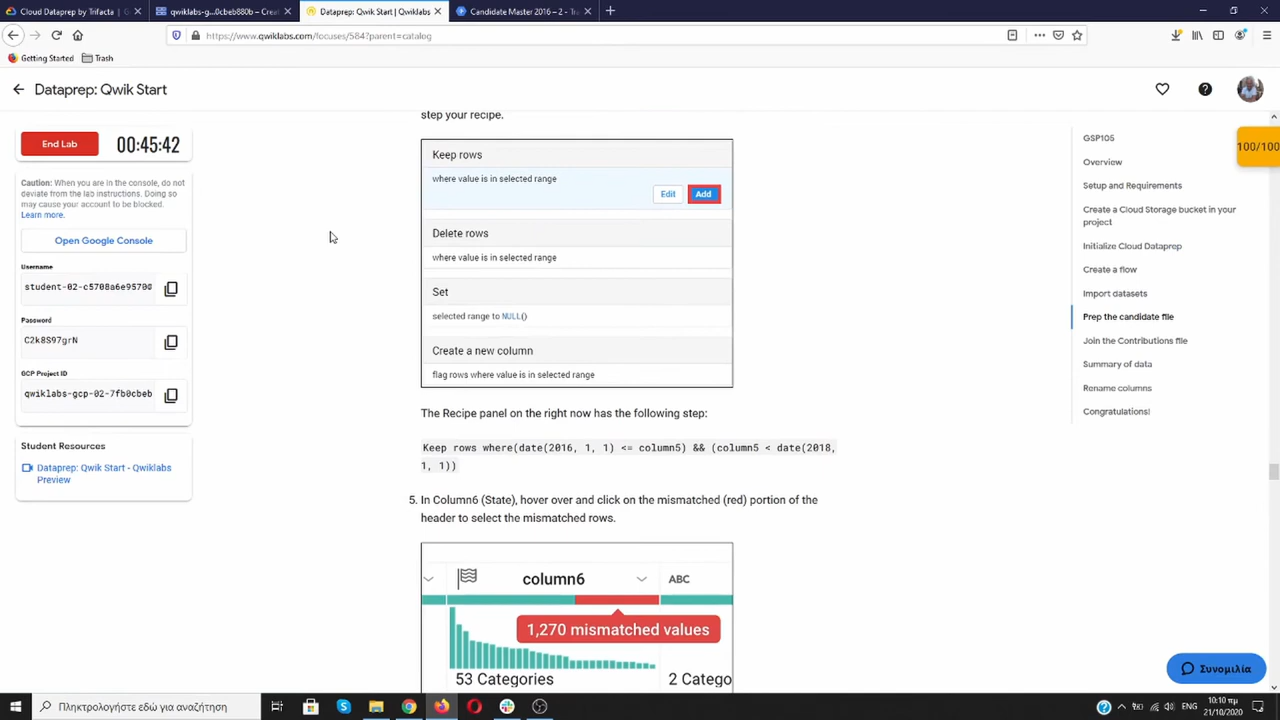 Cloud Dataprep by Trifacta
qwiklabs-g...0cbeb880b – Crea
Dataprep: Qwik Start | Qwiklabs
Candidate Master 2016 – 2 – Tr
https://www.qwiklabs.com/focuses/584?parent=catalog
Getting Started
Trash
Dataprep: Qwik Start
step your recipe.
End Lab
00:45:42
Caution: When you are in the console, do not
deviate from the lab instructions. Doing so
may cause your account to be blocked.
Learn more.
Open Google Console
Username
student-02-c5708a6e9570@
Password
C2k8S97grN
GCP Project ID
qwiklabs-gcp-02-7fb0cbeb
Student Resources
Dataprep: Qwik Start - Qwiklabs
Preview
Keep rows
where value is in selected range
Edit
Add
Delete rows
where value is in selected range
Set
selected range to NULL()
Create a new column
flag rows where value is in selected range
The Recipe panel on the right now has the following step:
Keep rows where(date(2016, 1, 1) <= column5) && (column5 < date(2018,
1, 1))
5. In Column6 (State), hover over and click on the mismatched (red) portion of the
header to select the mismatched rows.
column6
ABC
1,270 mismatched values
53 Categories
2 Catego
GSP105
100/100
Overview
Setup and Requirements
Create a Cloud Storage bucket in your
project
Initialize Cloud Dataprep
Create a flow
Import datasets
Prep the candidate file
Join the Contributions file
Summary of data
Rename columns
Congratulations!
Συνομιλία
Πληκτρολογήστε εδώ για αναζήτηση
10:10 πμ
21/10/2020